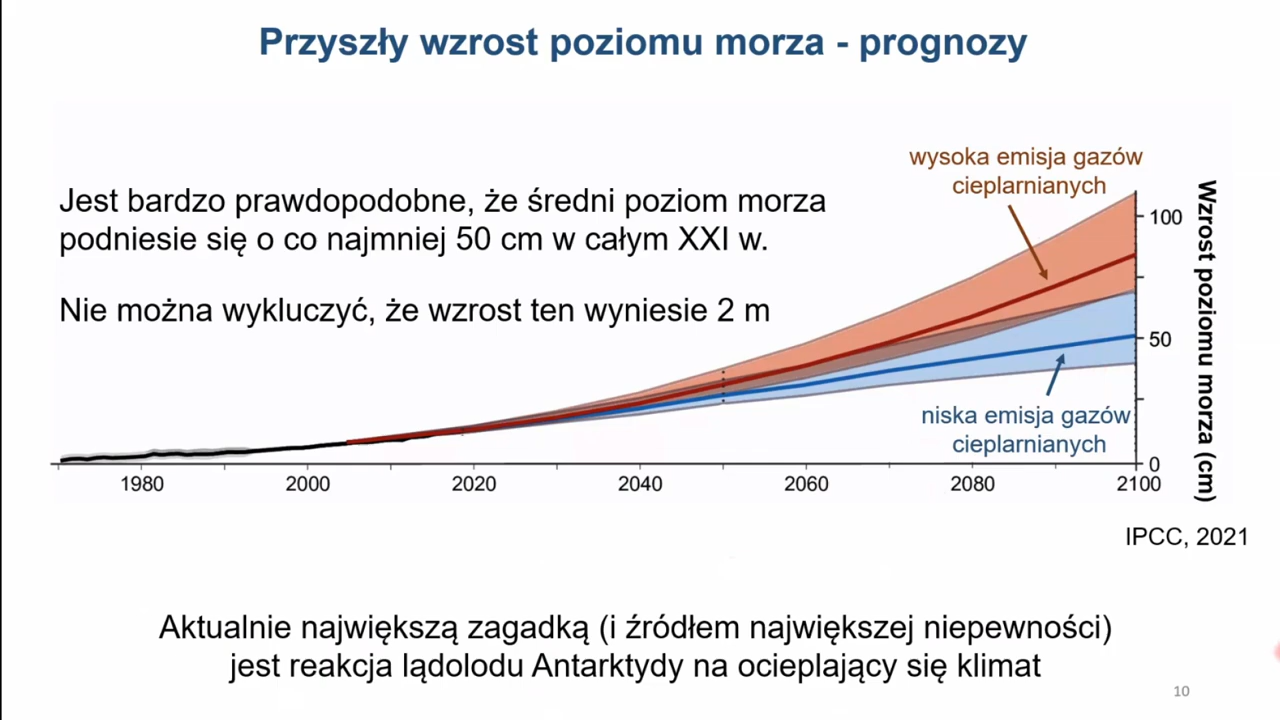 Przyszły wzrost poziomu morza - prognozy
wysoka emisja gazów
cieplarnianych
Jest bardzo prawdopodobne, że średni poziom morza
podniesie się o co najmniej 50 cm w całym XXI w.
Nie można wykluczyć, że wzrost ten wyniesie 2 m
100
50
0
Wzrost poziomu morza (cm)
niska emisja gazów
cieplarnianych
1980 2000 2020 2040 2060 2080 2100
IPCC, 2021
Aktualnie największą zagadką (i źródłem największej niepewności)
jest reakcja lądolodu Antarktydy na ocieplający się klimat
10